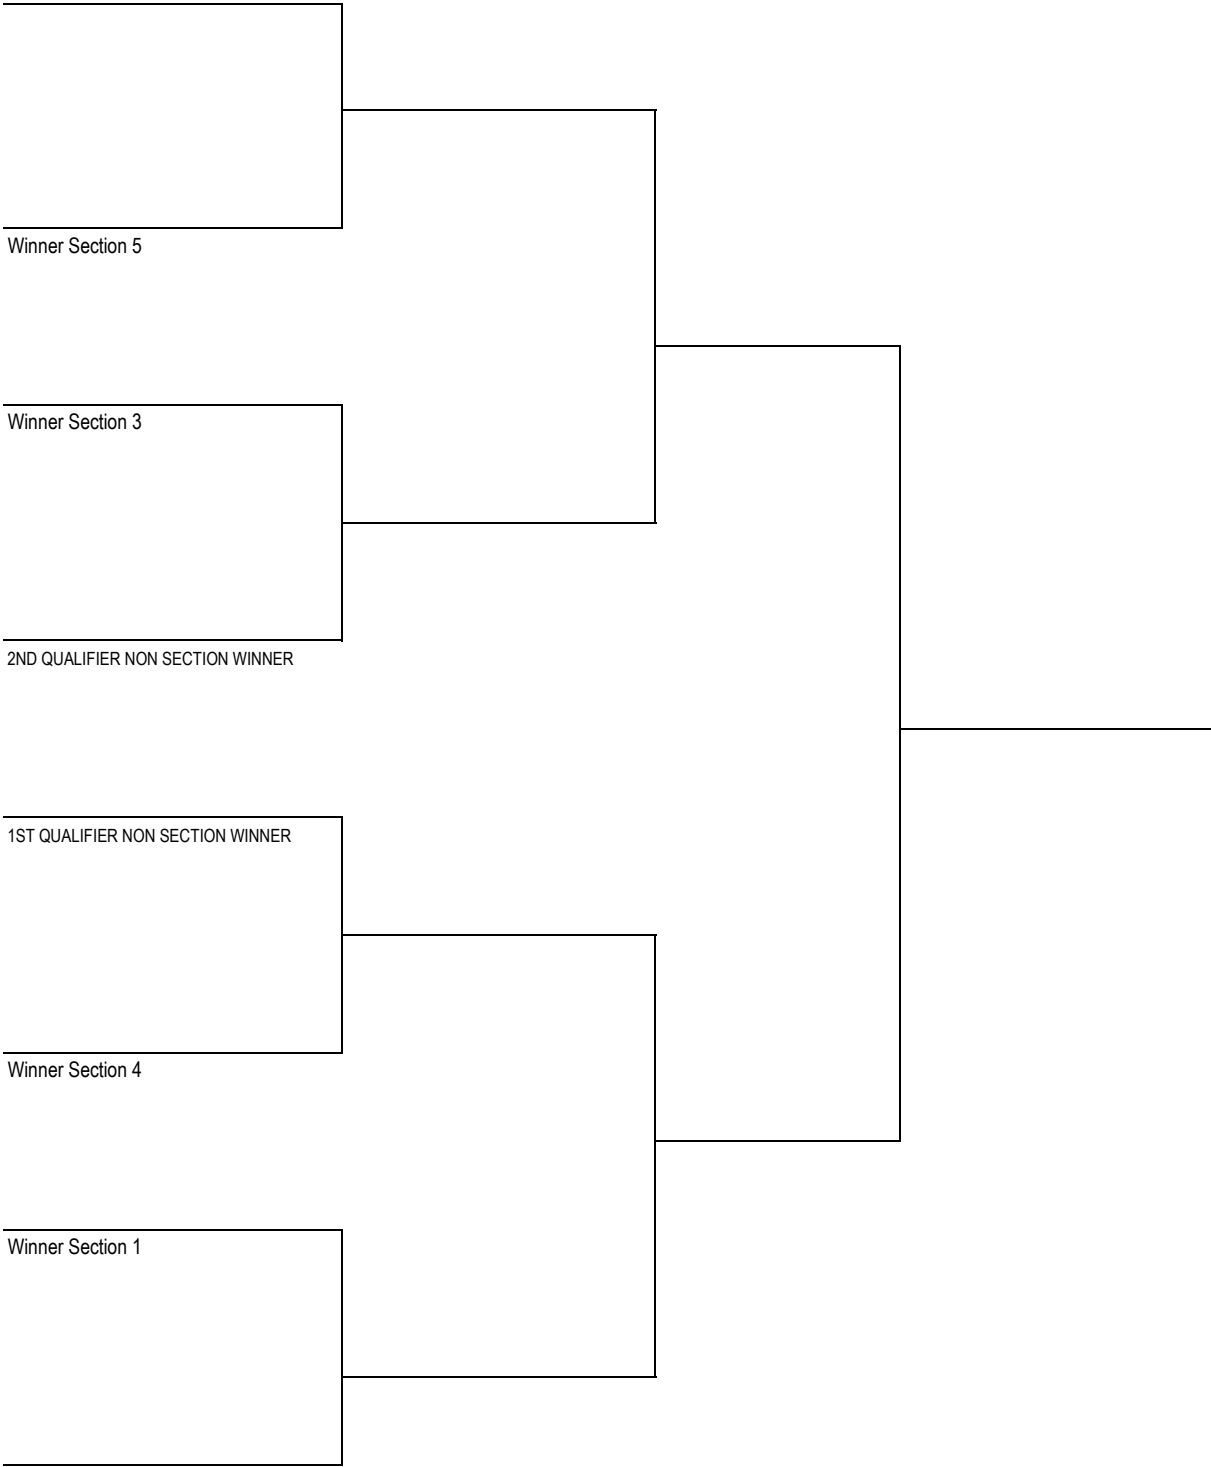 Winner Section 5
Winner Section 3
2ND QUALIFIER NON SECTION WINNER
1ST QUALIFIER NON SECTION WINNER
Winner Section 4
Winner Section 1